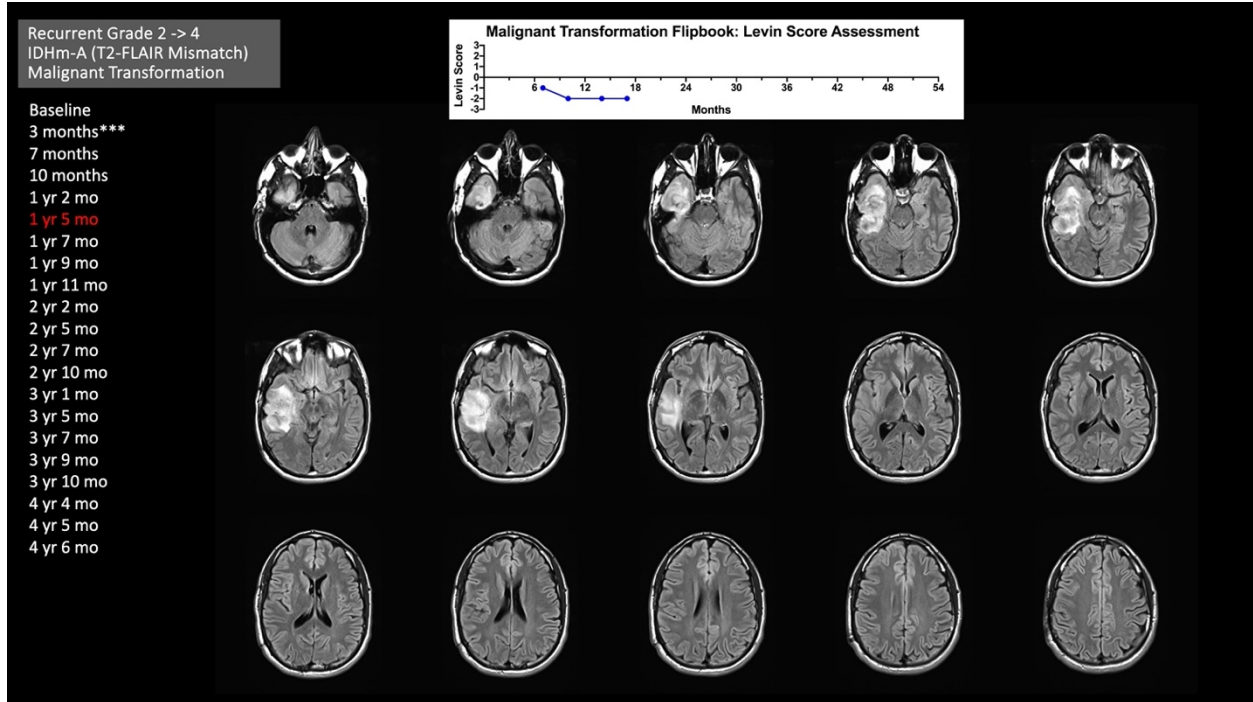 Recurrent Grade 2 -> 4
IDHm-A (T2-FLAIR Mismatch)
Malignant Transformation
Malignant Transformation Flipbook: Levin Score Assessment
Levin Score
3
2
1
0
-1
-2
-3
6 12 18 24 30 36 42 48 54
Months
Baseline
3 months***
7 months
10 months
1 yr 2 mo
1 yr 5 mo
1 yr 7 mo
1 yr 9 mo
1 yr 11 mo
2 yr 2 mo
2 yr 5 mo
2 yr 7 mo
2 yr 10 mo
3 yr 1 mo
3 yr 5 mo
3 yr 7 mo
3 yr 9 mo
3 yr 10 mo
4 yr 4 mo
4 yr 5 mo
4 yr 6 mo